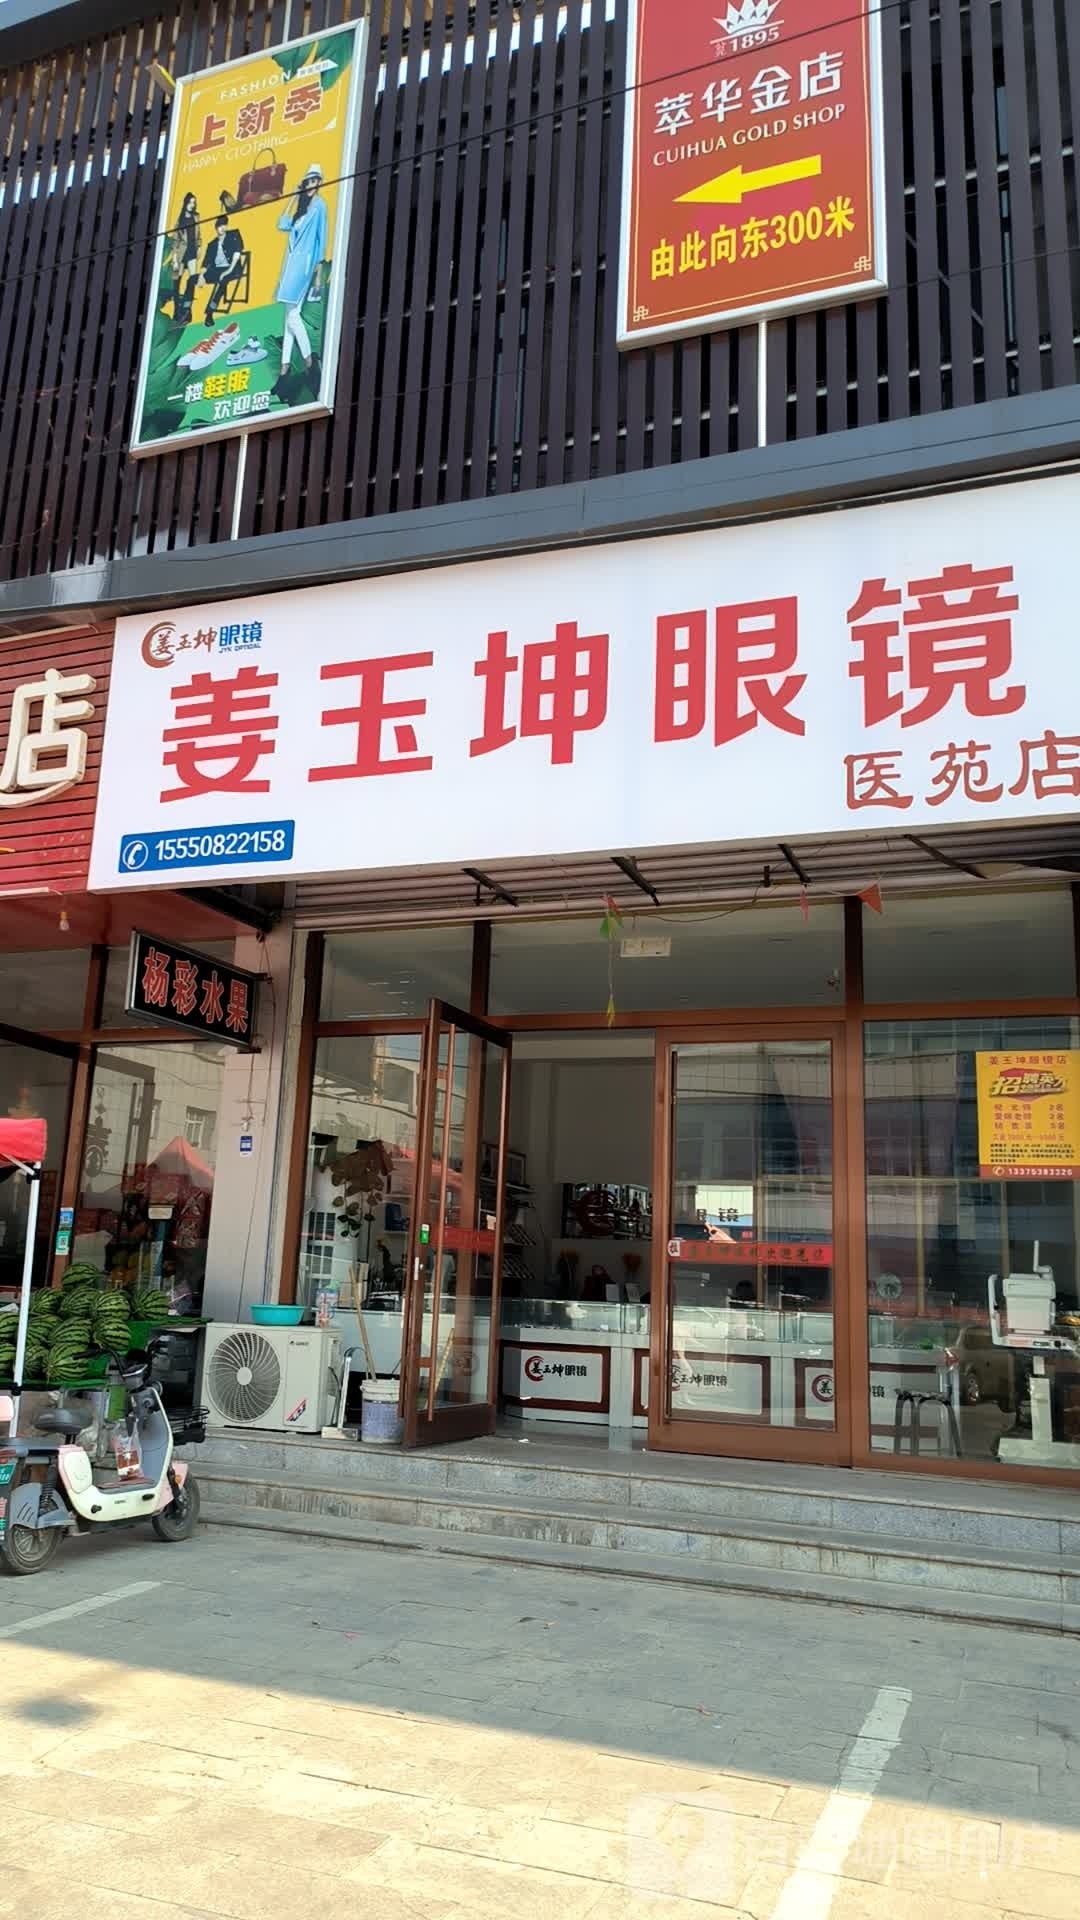 FASHION
上新季
HAPPY CLOTHING
一楼鞋服
欢迎您
1895
萃华金店
CUIHUA GOLD SHOP
由此向东300米
店
姜玉坤眼镜
JYK OPTICAL
姜玉坤眼镜
医苑店
15550822158
杨彩水果
姜玉坤眼镜店
招聘英才
13375383326
姜玉坤眼镜
姜玉坤眼镜